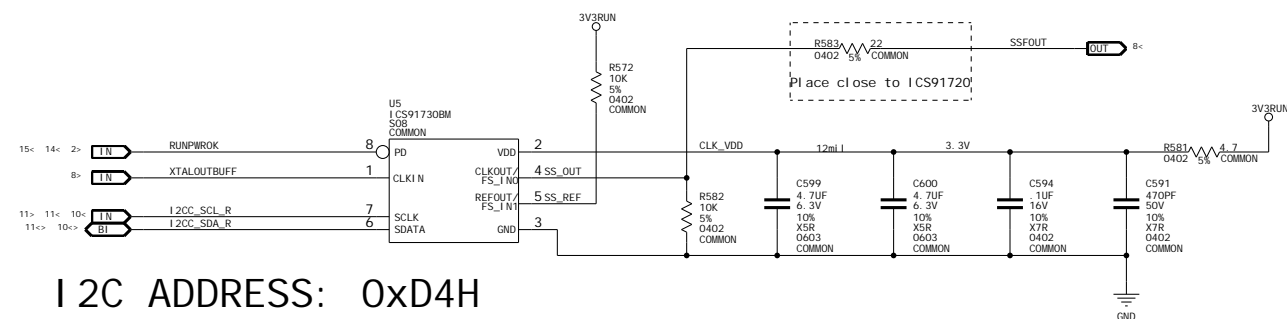 3V3RUN
R583 22
0402 5% COMMON
SSFOUT
OUT 8<
Place close to ICS91720
R572
10K
5%
0402
COMMON
3V3RUN
U5
ICS91730BM
SO8
COMMON
15< 14< 2> IN RUNPWROK 8 PD
VDD 2 CLK_VDD 12mil 3.3V
R581 4.7
0402 5% COMMON
8> IN XTALOUTBUFF 1 CLKIN
CLKOUT/ 4 SS_OUT
FS_IN0
REFOUT/ 5 SS_REF
FS_IN1
11> 11< 10< IN I2CC_SCL_R 7 SCLK
11<> 10<> BI I2CC_SDA_R 6 SDATA
GND 3
R582
10K
5%
0402
COMMON
C599
4.7UF
6.3V
10%
X5R
0603
COMMON
C600
4.7UF
6.3V
10%
X5R
0603
COMMON
C594
.1UF
16V
10%
X7R
0402
COMMON
C591
470PF
50V
10%
X7R
0402
COMMON
GND
I2C ADDRESS: 0xD4H